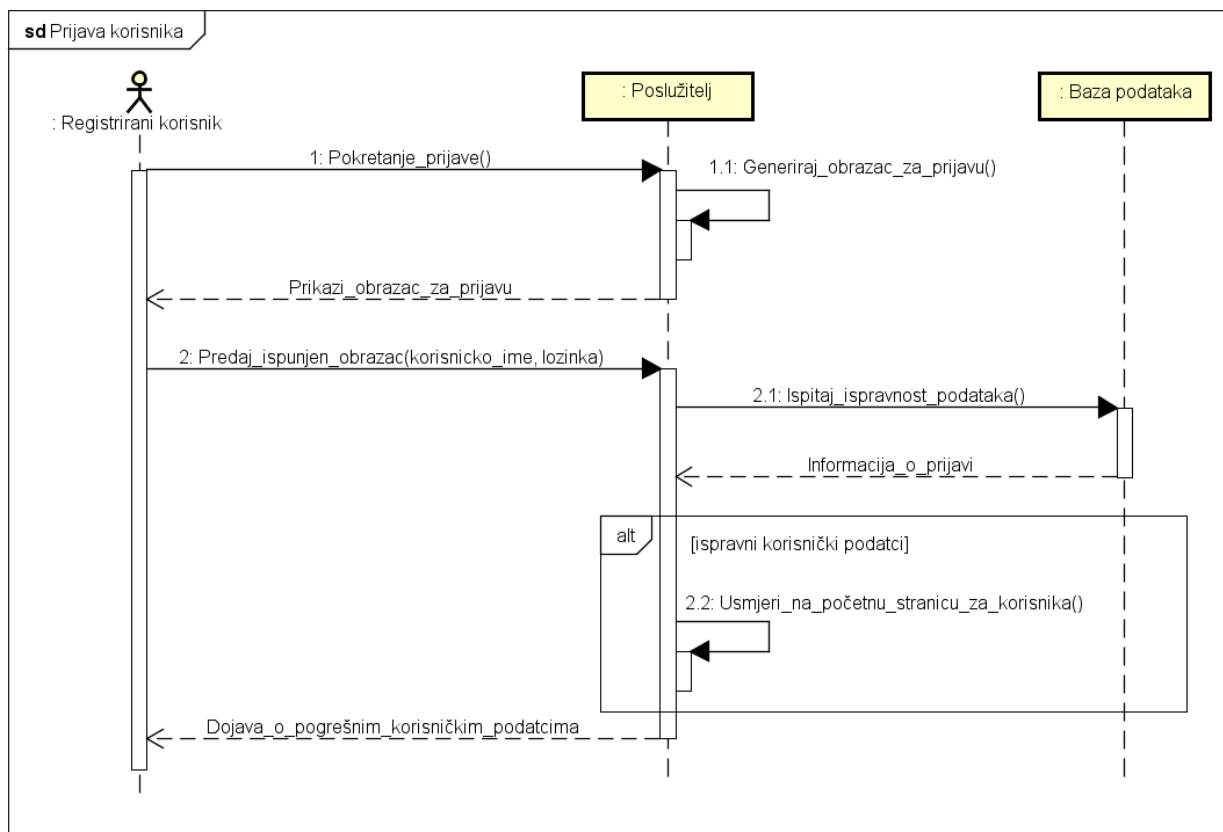 sd Prijava korisnika
: Registrirani korisnik
: Poslužitelj
: Baza podataka
1: Pokretanje_prijave()
1.1: Generiraj_obrazac_za_prijavu()
Prikazi_obrazac_za_prijavu
2: Predaj_ispunjen_obrazac(korisnicko_ime, lozinka)
2.1: Ispitaj_ispravnost_podataka()
Informacija_o_prijavi
alt
[ispravni korisnički podatci]
2.2: Usmjeri_na_početnu_stranicu_za_korisnika()
Dojava_o_pogrešnim_korisničkim_podatcima